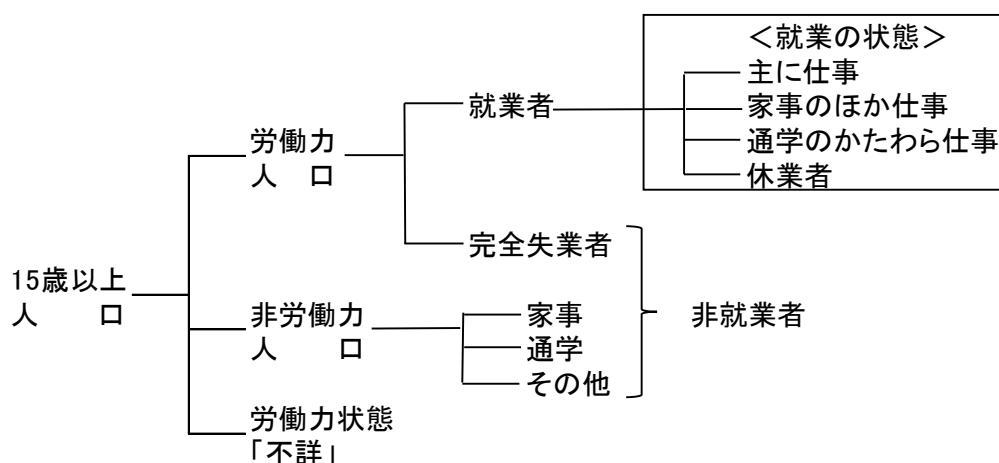 ＜就業の状態＞
主に仕事
家事のほか仕事
通学のかたわら仕事
休業者
就業者
労働力
人　口
完全失業者
15歳以上
人　　口
非労働力
人　　口
家事
通学
その他
非就業者
労働力状態
「不詳」